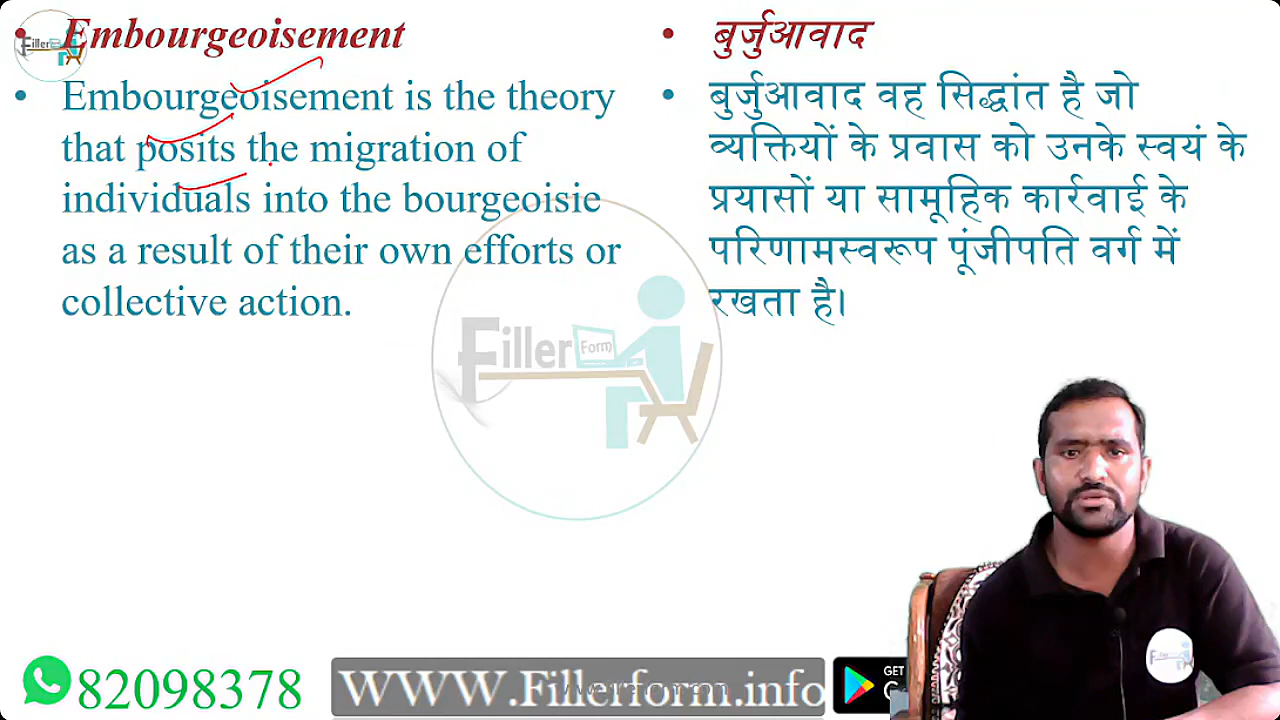 Embourgeoisement
Embourgeoisement is the theory
that posits the migration of
individuals into the bourgeoisie
as a result of their own efforts or
collective action.
बुर्जुआवाद
बुर्जुआवाद वह सिद्धांत है जो
व्यक्तियों के प्रवास को उनके स्वयं के
प्रयासों या सामूहिक कार्रवाई के
परिणामस्वरूप पूंजीपति वर्ग में
रखता है।
Filler Form
82098378
WWW.Fillerform.info
GET